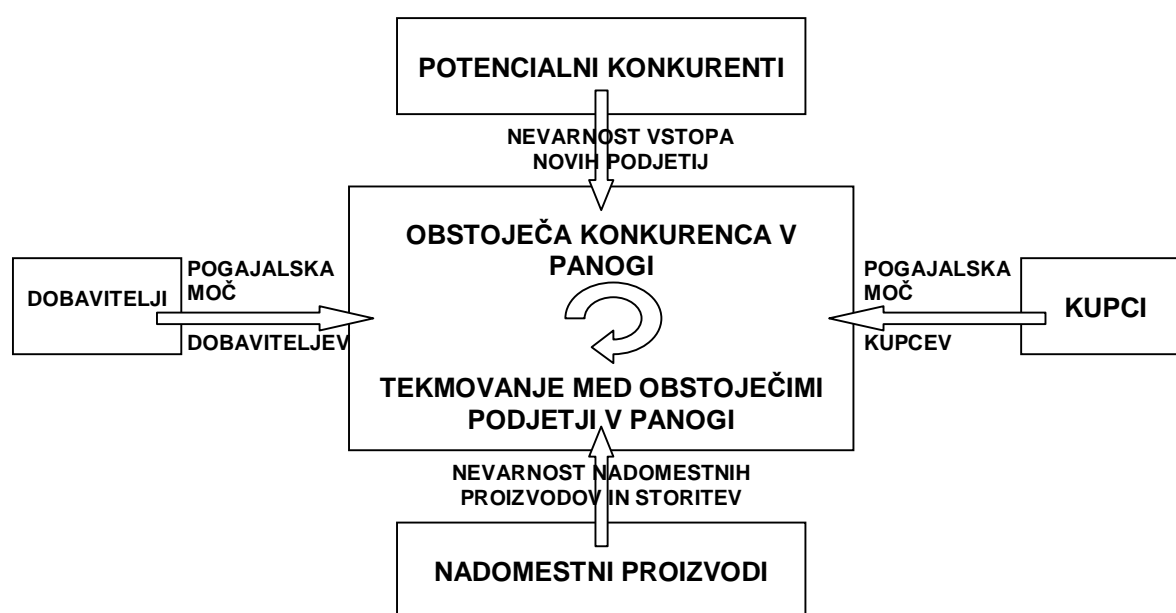 POTENCIALNI KONKURENTI
NEVARNOST VSTOPA
NOVIH PODJETIJ
OBSTOJEČA KONKURENCA V
PANOGI
POGAJALSKA
MOČ
DOBAVITELJI
DOBAVITELJEV
POGAJALSKA
MOČ
KUPCI
KUPCEV
TEKMOVANJE MED OBSTOJEČIMI
PODJETJI V PANOGI
NEVARNOST NADOMESTNIH
PROIZVODOV IN STORITEV
NADOMESTNI PROIZVODI